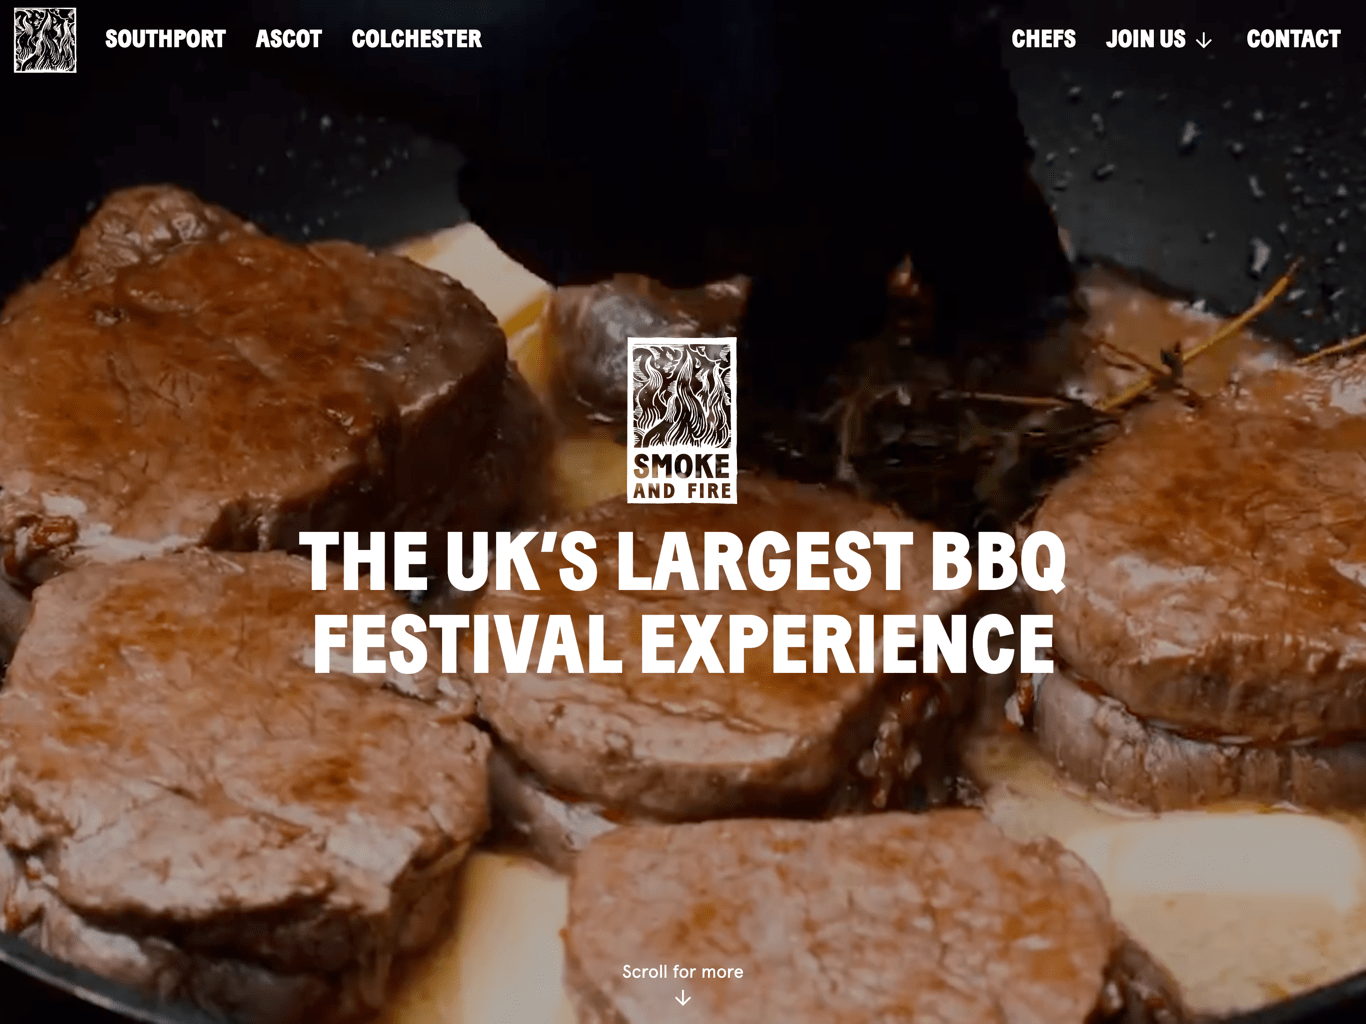 SOUTHPORT
ASCOT
COLCHESTER
CHEFS
JOIN US ↓
CONTACT
SMOKE
AND FIRE
THE UK’S LARGEST BBQ
FESTIVAL EXPERIENCE
Scroll for more
↓